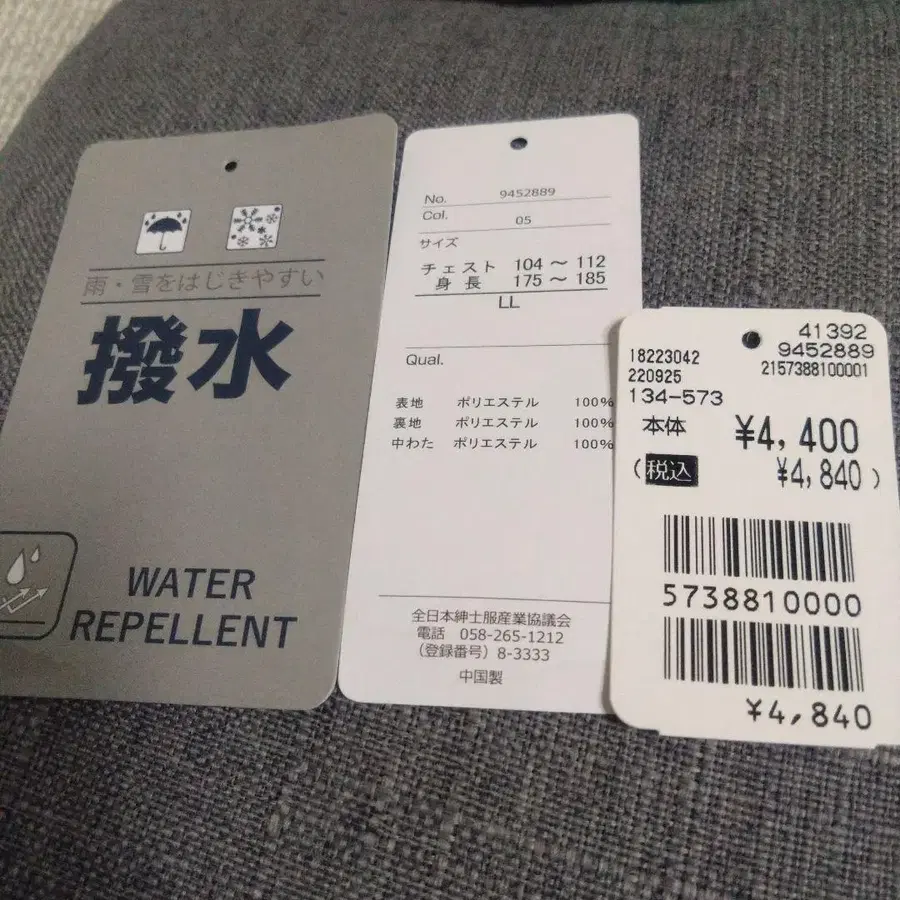 雨・雪をはじきやすい
撥水
WATER
REPELLENT
No. 9452889
Col. 05
サイズ
チェスト 104 ～ 112
身長 175 ～ 185
LL
Qual.
表地 ポリエステル 100%
裏地 ポリエステル 100%
中わた ポリエステル 100%
全日本紳士服産業協議会
電話 058-265-1212
(登録番号) 8-3333
中国製
41392
18223042 9452889
220925 2157388100001
134-573
本体 ¥4,400
(税込 ¥4,840)
5738810000
¥4,840